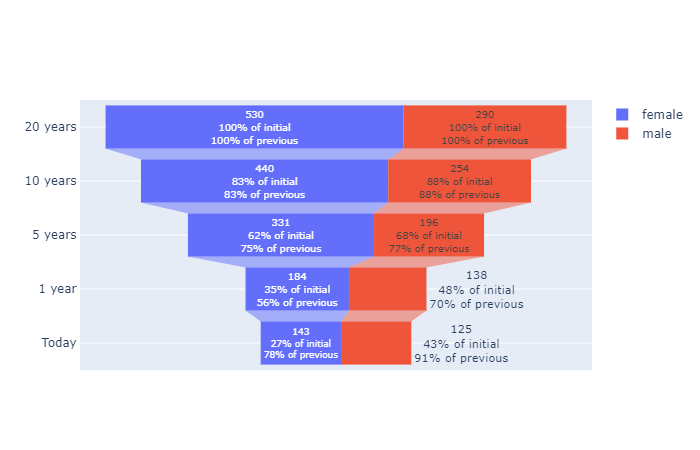 female
male
20 years
530
100% of initial
100% of previous
290
100% of initial
100% of previous
10 years
440
83% of initial
83% of previous
254
88% of initial
88% of previous
5 years
331
62% of initial
75% of previous
196
68% of initial
77% of previous
1 year
184
35% of initial
56% of previous
138
48% of initial
70% of previous
Today
143
27% of initial
78% of previous
125
43% of initial
91% of previous